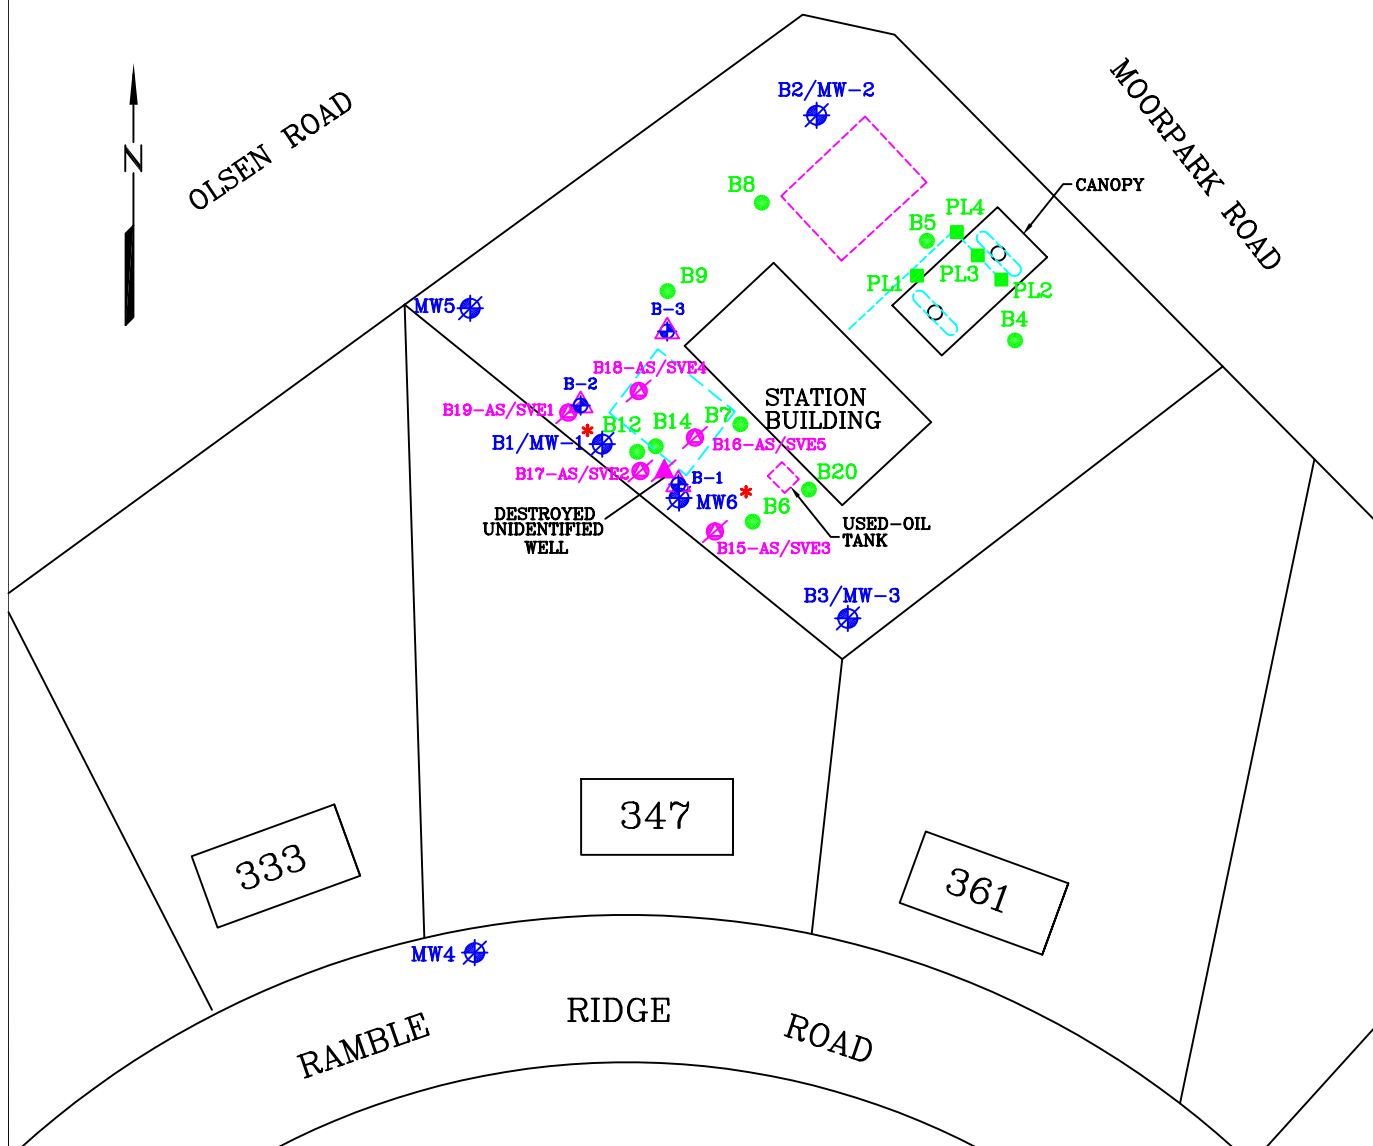 B2/MW-2
MOORPARK ROAD
OLSEN ROAD
N
CANOPY
B8
PL4
B5
PL3
PL1
PL2
B9
MW5
B-3
B4
B18-AS/SVE4
B-2
STATION
BUILDING
B19-AS/SVE1
B12
B14
B7
B1/MW-1
B16-AS/SVE5
B17-AS/SVE2
B-1
B20
MW6
B6
DESTROYED
UNIDENTIFIED
WELL
USED-OIL
TANK
B15-AS/SVE3
B3/MW-3
347
333
361
MW4
RAMBLE RIDGE ROAD